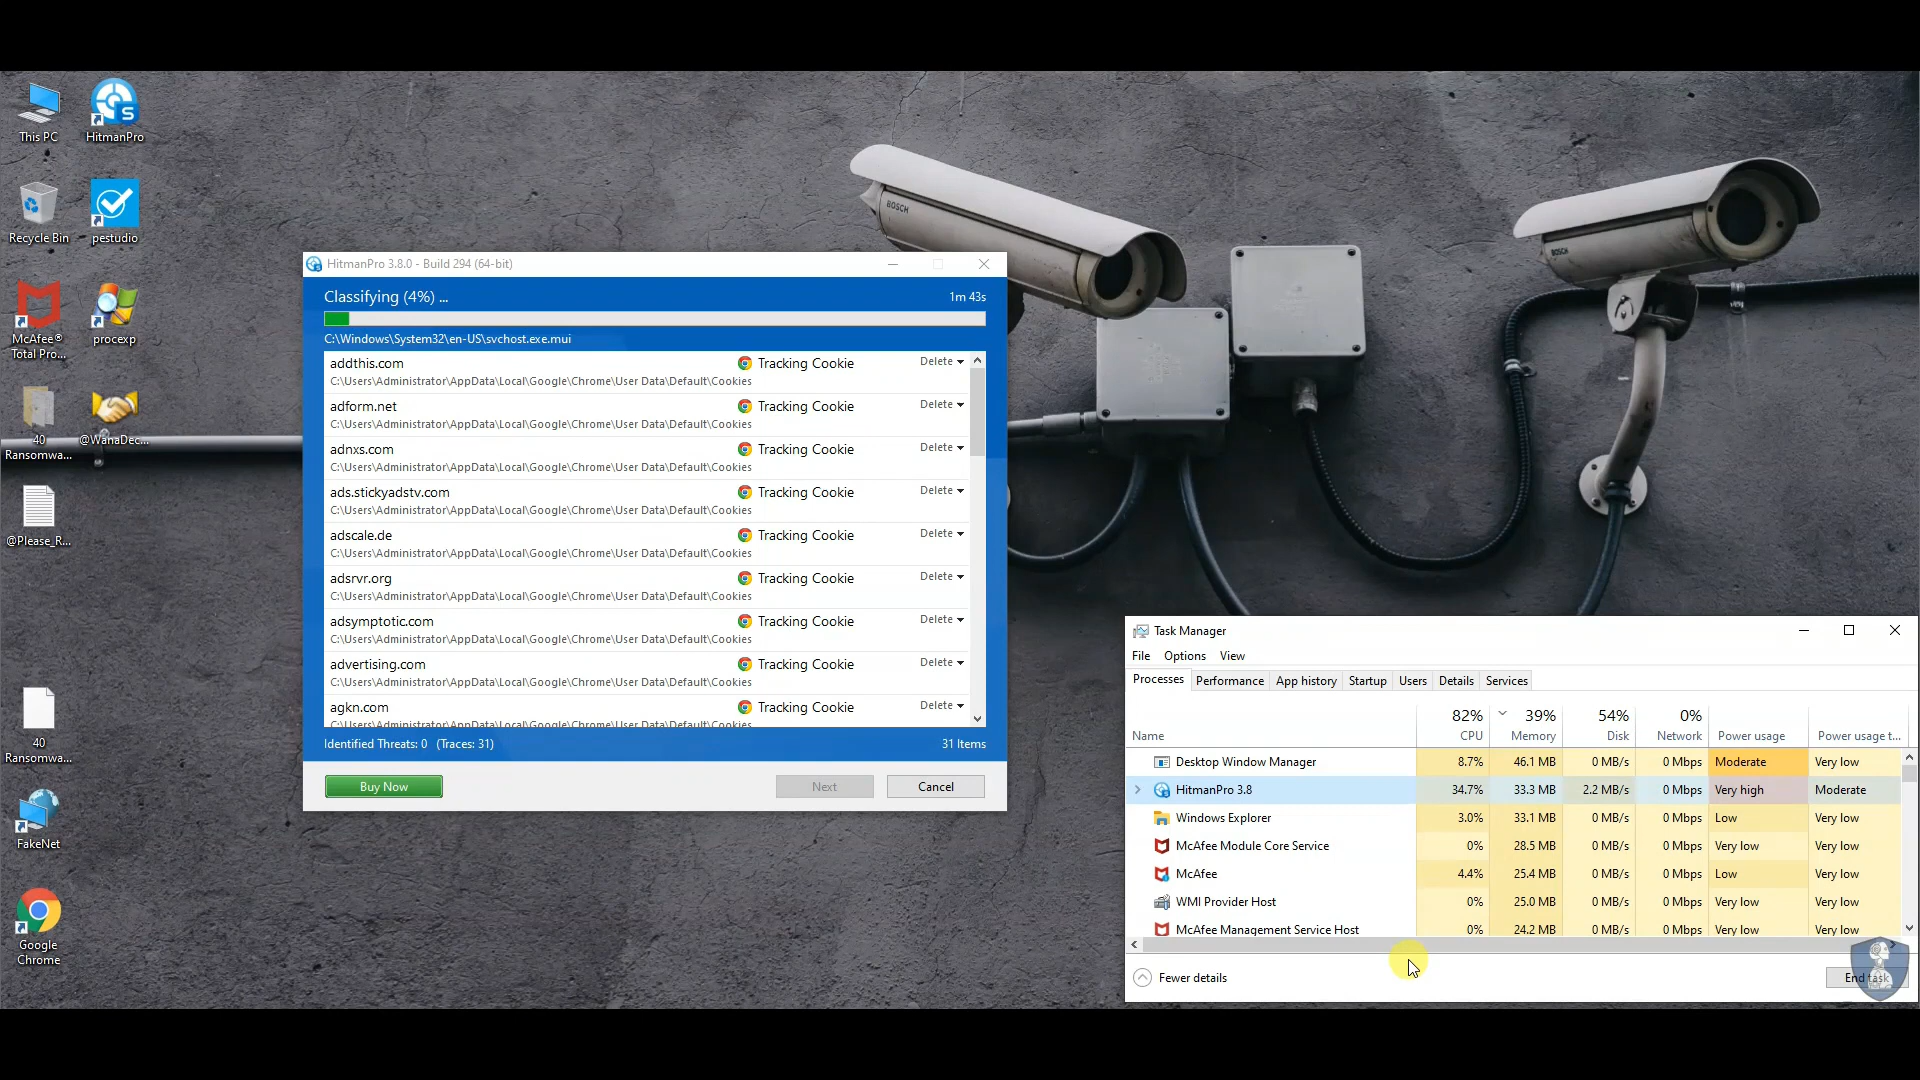 This PC
HitmanPro
Recycle Bin
pestudio
McAfee®
Total Pro...
procexp
40
Ransomwa...
@WanaDec...
@Please_R...
40
Ransomwa...
FakeNet
Google
Chrome
BOSCH
BOSCH
HitmanPro 3.8.0 - Build 294 (64-bit)
Classifying (4%) ...
1m 43s
C:\Windows\System32\en-US\svchost.exe.mui
addthis.com Tracking Cookie Delete
C:\Users\Administrator\AppData\Local\Google\Chrome\User Data\Default\Cookies
adform.net Tracking Cookie Delete
C:\Users\Administrator\AppData\Local\Google\Chrome\User Data\Default\Cookies
adnxs.com Tracking Cookie Delete
C:\Users\Administrator\AppData\Local\Google\Chrome\User Data\Default\Cookies
ads.stickyadstv.com Tracking Cookie Delete
C:\Users\Administrator\AppData\Local\Google\Chrome\User Data\Default\Cookies
adscale.de Tracking Cookie Delete
C:\Users\Administrator\AppData\Local\Google\Chrome\User Data\Default\Cookies
adsrvr.org Tracking Cookie Delete
C:\Users\Administrator\AppData\Local\Google\Chrome\User Data\Default\Cookies
adsymptotic.com Tracking Cookie Delete
C:\Users\Administrator\AppData\Local\Google\Chrome\User Data\Default\Cookies
advertising.com Tracking Cookie Delete
C:\Users\Administrator\AppData\Local\Google\Chrome\User Data\Default\Cookies
agkn.com Tracking Cookie Delete
C:\Users\Administrator\AppData\Local\Google\Chrome\User Data\Default\Cookies
Identified Threats: 0 (Traces: 31) 31 Items
Buy Now Next Cancel
Task Manager
File Options View
Processes Performance App history Startup Users Details Services
82% 39% 54% 0%
Name CPU Memory Disk Network Power usage Power usage t...
Desktop Window Manager 8.7% 46.1 MB 0 MB/s 0 Mbps Moderate Very low
HitmanPro 3.8 34.7% 33.3 MB 2.2 MB/s 0 Mbps Very high Moderate
Windows Explorer 3.0% 33.1 MB 0 MB/s 0 Mbps Low Very low
McAfee Module Core Service 0% 28.5 MB 0 MB/s 0 Mbps Very low Very low
McAfee 4.4% 25.4 MB 0 MB/s 0 Mbps Low Very low
WMI Provider Host 0% 25.0 MB 0 MB/s 0 Mbps Very low Very low
McAfee Management Service Host 0% 24.2 MB 0 MB/s 0 Mbps Very low Very low
Fewer details End task